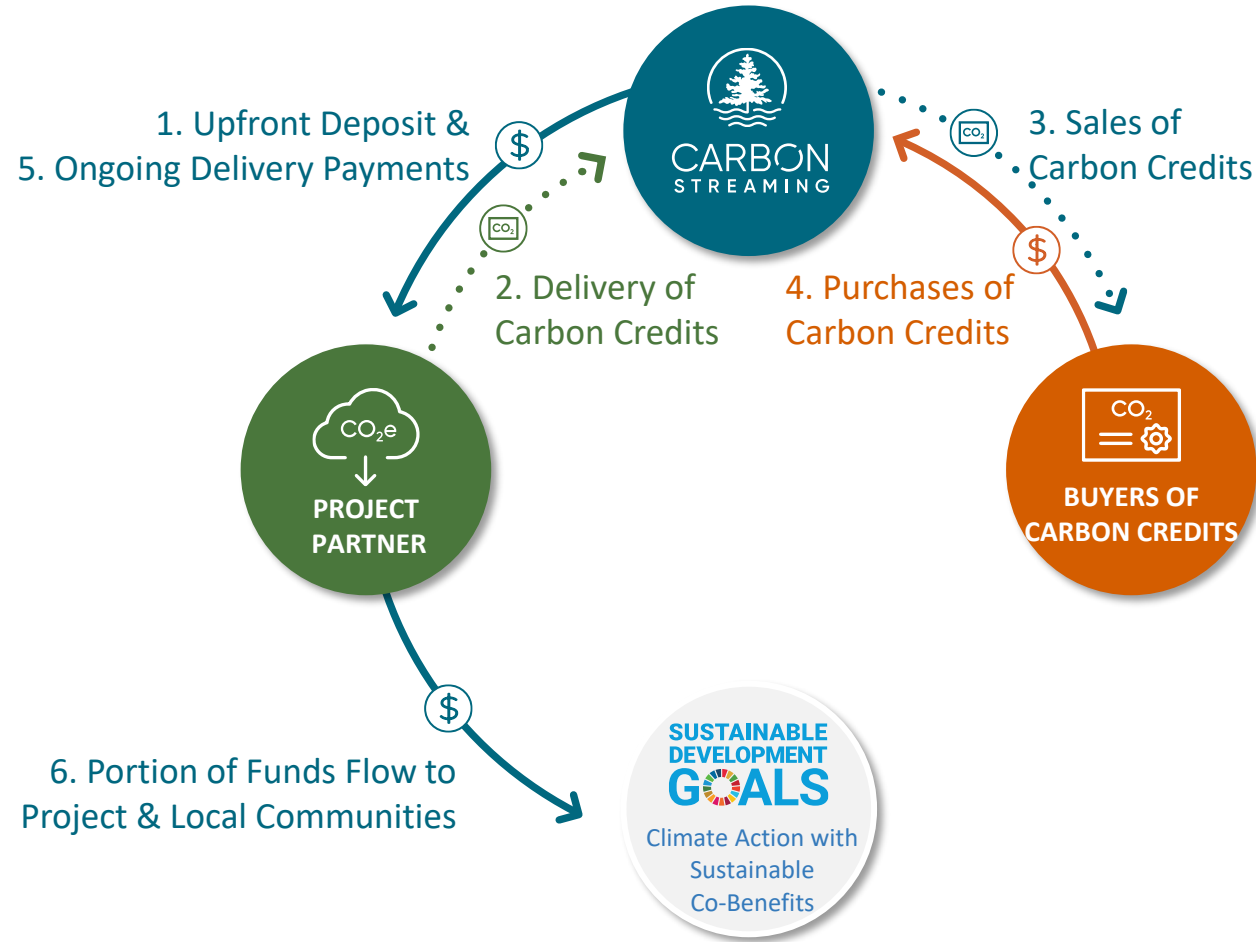 CARBON
STREAMING
1. Upfront Deposit &
5. Ongoing Delivery Payments
$
CO₂
3. Sales of
Carbon Credits
CO₂
2. Delivery of
Carbon Credits
4. Purchases of
Carbon Credits
$
CO₂e
PROJECT
PARTNER
CO₂
BUYERS OF
CARBON CREDITS
$
6. Portion of Funds Flow to
Project & Local Communities
SUSTAINABLE
DEVELOPMENT
GOALS
Climate Action with
Sustainable
Co-Benefits